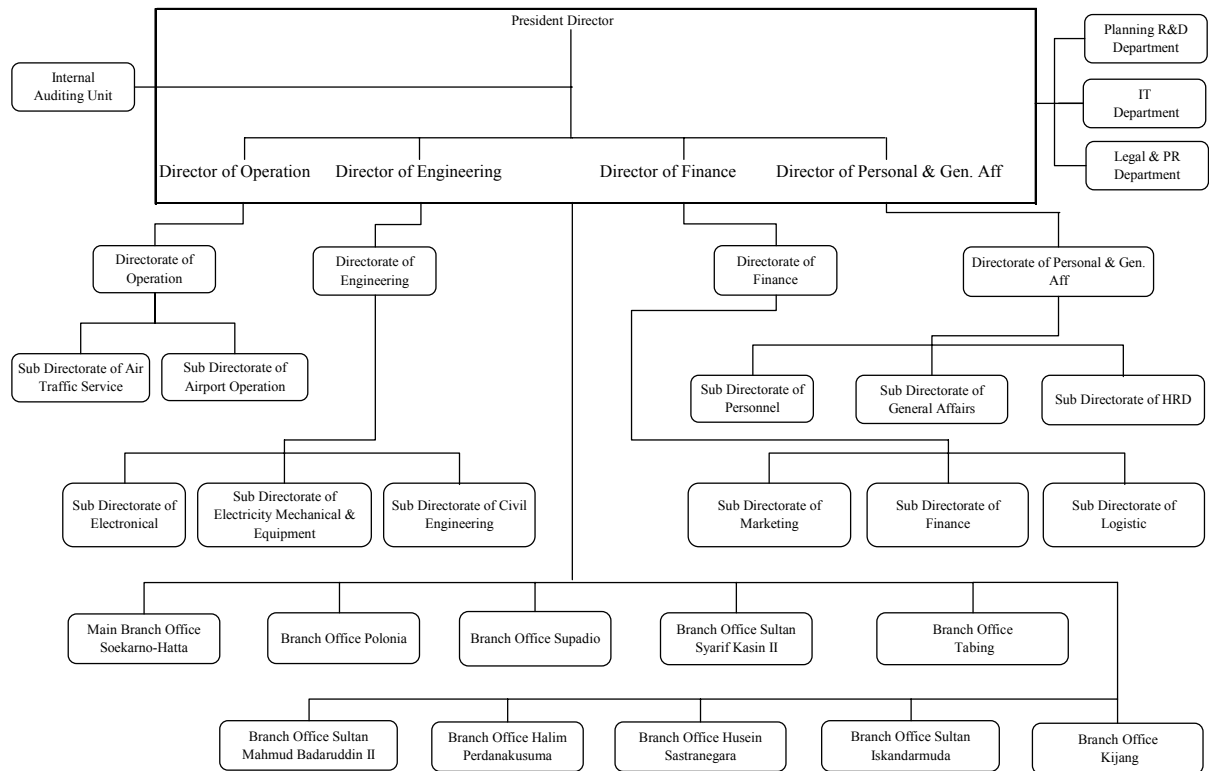 President Director
Planning R&D
Department
Internal
Auditing Unit
IT
Department
Legal & PR
Department
Director of Operation
Director of Engineering
Director of Finance
Director of Personal & Gen. Aff
Directorate of
Operation
Directorate of
Engineering
Directorate of
Finance
Directorate of Personal & Gen.
Aff
Sub Directorate of Air
Traffic Service
Sub Directorate of
Airport Operation
Sub Directorate of
Personnel
Sub Directorate of
General Affairs
Sub Directorate of HRD
Sub Directorate of
Electronical
Sub Directorate of
Electricity Mechanical &
Equipment
Sub Directorate of Civil
Engineering
Sub Directorate of
Marketing
Sub Directorate of
Finance
Sub Directorate of
Logistic
Main Branch Office
Soekarno-Hatta
Branch Office Polonia
Branch Office Supadio
Branch Office Sultan
Syarif Kasin II
Branch Office
Tabing
Branch Office Sultan
Mahmud Badaruddin II
Branch Office Halim
Perdanakusuma
Branch Office Husein
Sastranegara
Branch Office Sultan
Iskandarmuda
Branch Office
Kijang